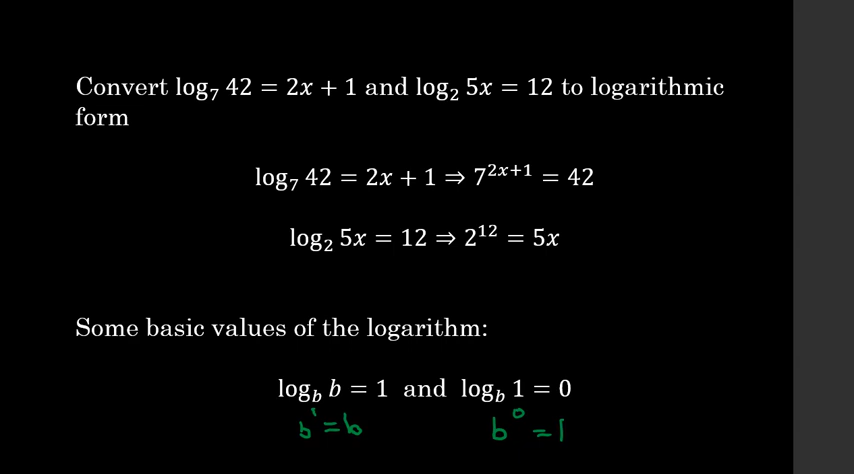 Convert log₇ 42 = 2𝑥 + 1 and log₂ 5𝑥 = 12 to logarithmic
form
log₇ 42 = 2𝑥 + 1 ⇒ 7²ˣ⁺¹ = 42
log₂ 5𝑥 = 12 ⇒ 2¹² = 5𝑥
Some basic values of the logarithm:
log_𝑏 𝑏 = 1 and log_𝑏 1 = 0
b¹ = b b⁰ = 1